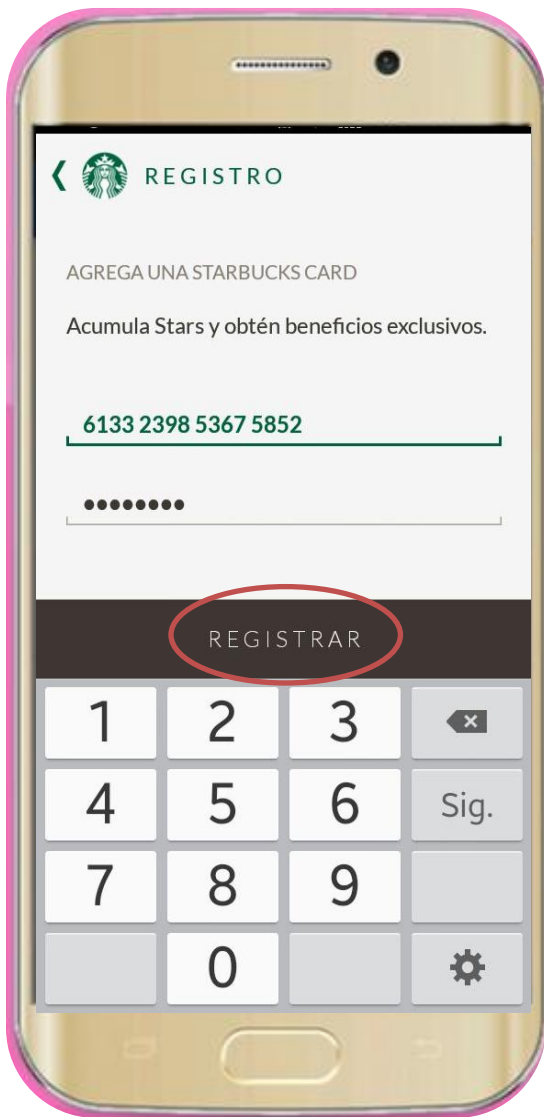 REGISTRO
AGREGA UNA STARBUCKS CARD
Acumula Stars y obtén beneficios exclusivos.
6133 2398 5367 5852
●●●●●●●●
REGISTRAR
1 2 3
4 5 6 Sig.
7 8 9
0